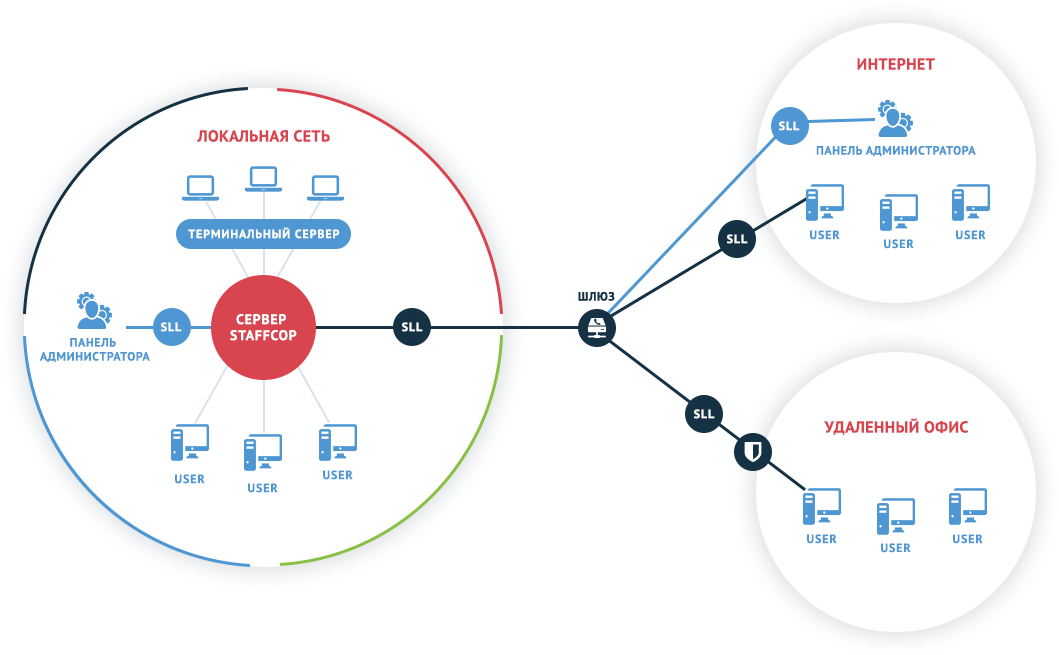 ЛОКАЛЬНАЯ СЕТЬ
ТЕРМИНАЛЬНЫЙ СЕРВЕР
СЕРВЕР
STAFFCOP
SLL
ПАНЕЛЬ
АДМИНИСТРАТОРА
SLL
USER
USER
USER
ШЛЮЗ
ИНТЕРНЕТ
SLL
ПАНЕЛЬ АДМИНИСТРАТОРА
SLL
USER
USER
USER
SLL
УДАЛЕННЫЙ ОФИС
USER
USER
USER